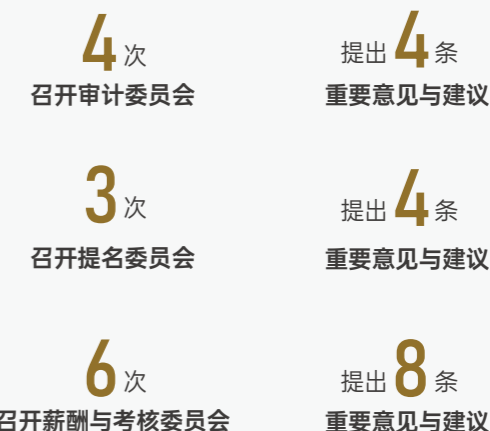 4次 提出4条
召开审计委员会 重要意见与建议
3次 提出4条
召开提名委员会 重要意见与建议
6次 提出8条
召开薪酬与考核委员会 重要意见与建议